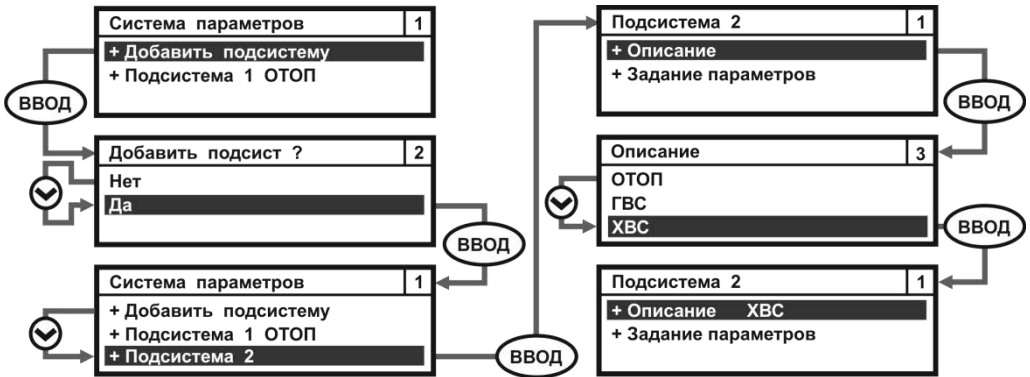 Система параметров 1
+ Добавить подсистему
+ Подсистема 1 ОТОП
ВВОД
Добавить подсист ? 2
Нет
Да
ВВОД
Система параметров 1
+ Добавить подсистему
+ Подсистема 1 ОТОП
+ Подсистема 2
ВВОД
Подсистема 2 1
+ Описание
+ Задание параметров
ВВОД
Описание 3
ОТОП
ГВС
ХВС
ВВОД
Подсистема 2 1
+ Описание ХВС
+ Задание параметров